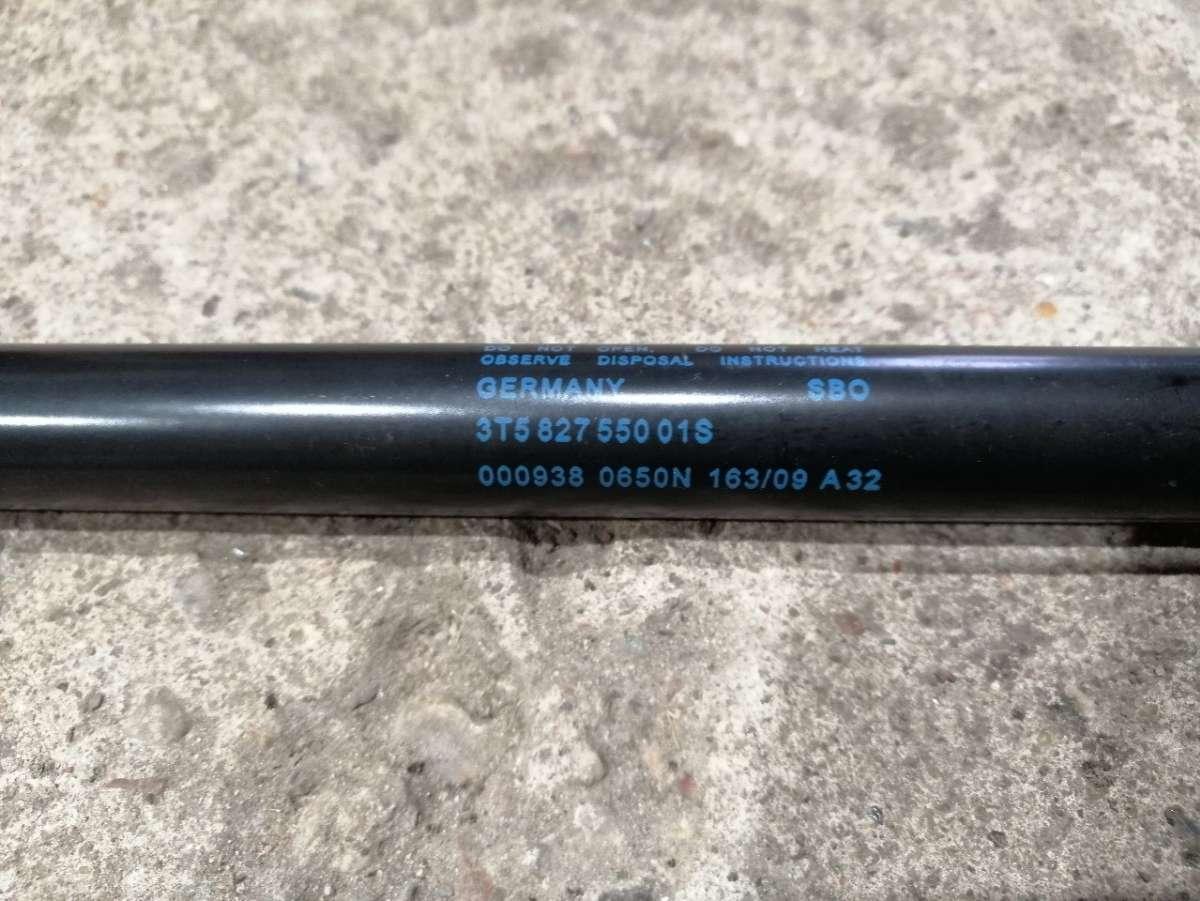 DO NOT OPEN. DO NOT HEAT
OBSERVE DISPOSAL INSTRUCTIONS
GERMANY SBO
3T5 827 550 01S
000938 0650N 163/09 A32